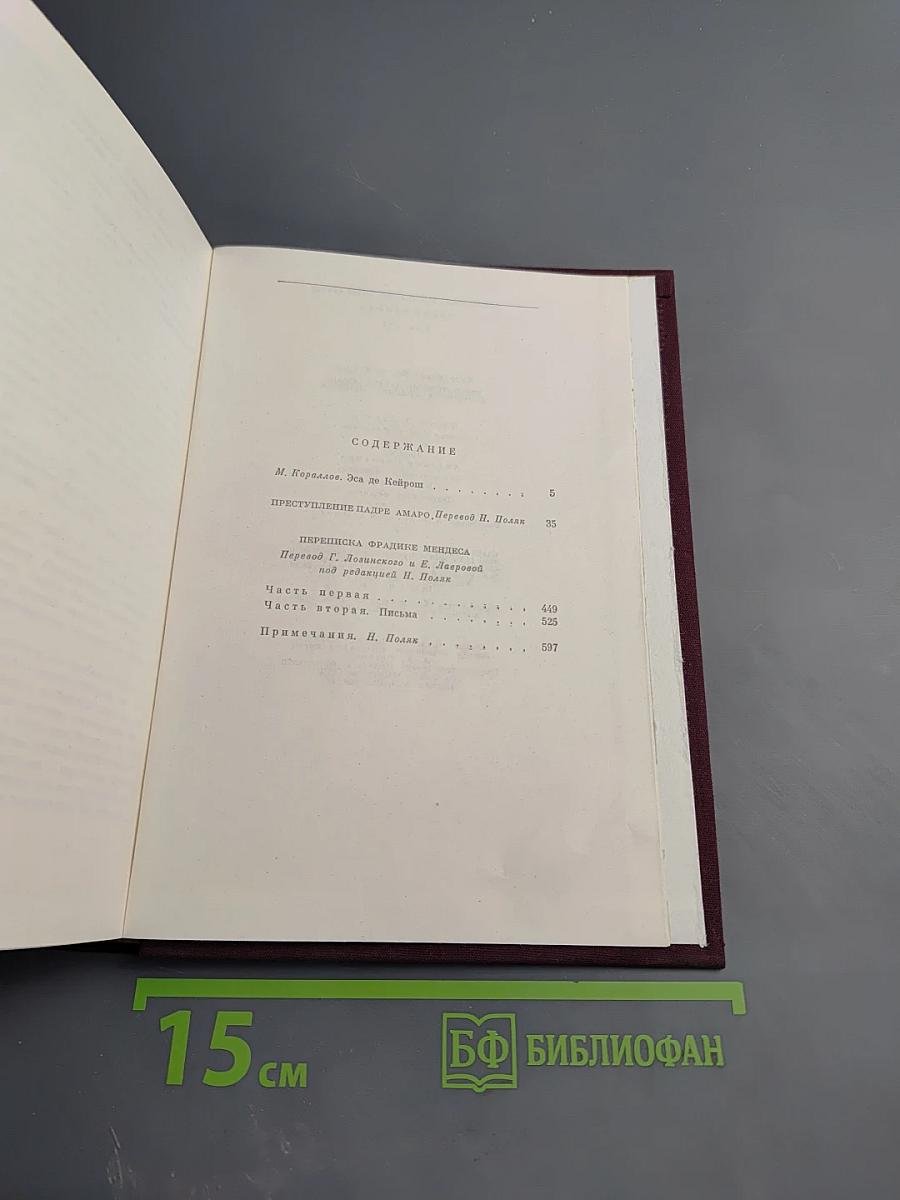 СОДЕРЖАНИЕ
М. Кораллов. Эса де Кейрош . . . . . . . . 5
ПРЕСТУПЛЕНИЕ ПАДРЕ АМАРО. Перевод Н. Поляк 35
ПЕРЕПИСКА ФРАДИКЕ МЕНДЕСА
Перевод Г. Лозинского и Е. Лавровой
под редакцией Н. Поляк
Часть первая . . . . . . . . . . . 449
Часть вторая. Письма . . . . . . . . 525
Примечания. Н. Поляк . . . . . . . . 597
15 см
БФ БИБЛИОФАН